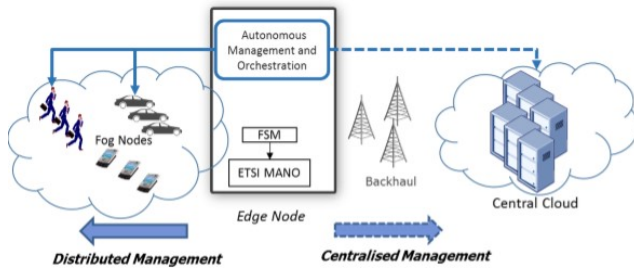 Autonomous
Management and
Orchestration
Fog Nodes
FSM
ETSI MANO
Backhaul
Central Cloud
Edge Node
Distributed Management
Centralised Management